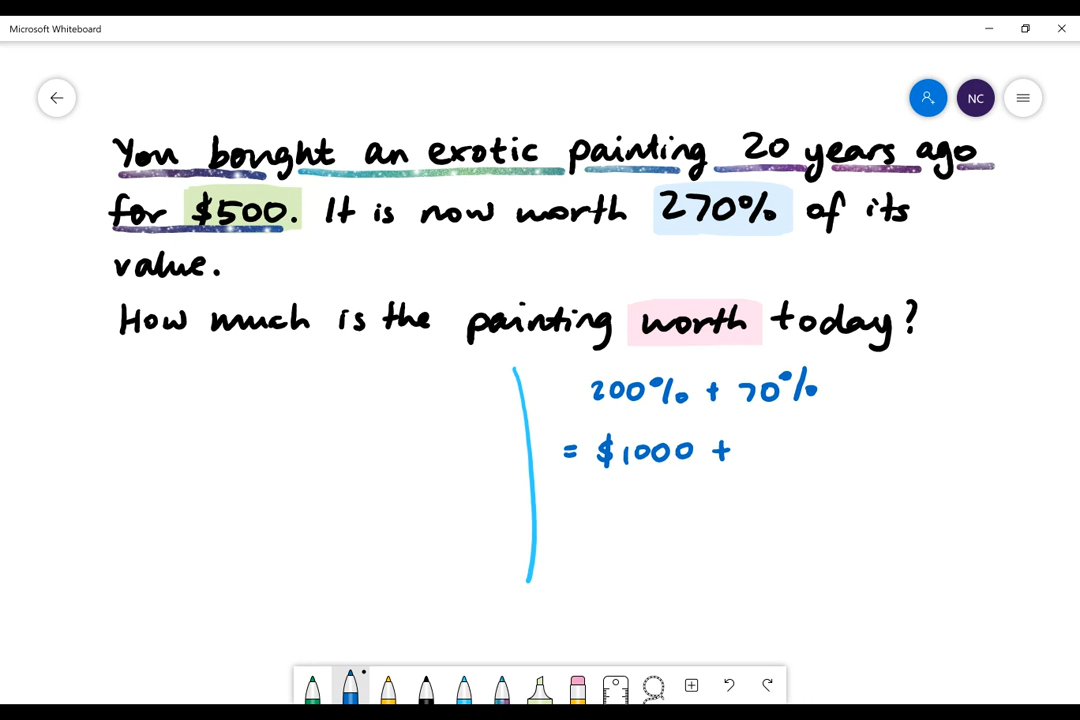 Microsoft Whiteboard
NC
You bought an exotic painting 20 years ago
for $500. It is now worth 270% of its
value.
How much is the painting worth today?
200% + 70%
= $1000 +